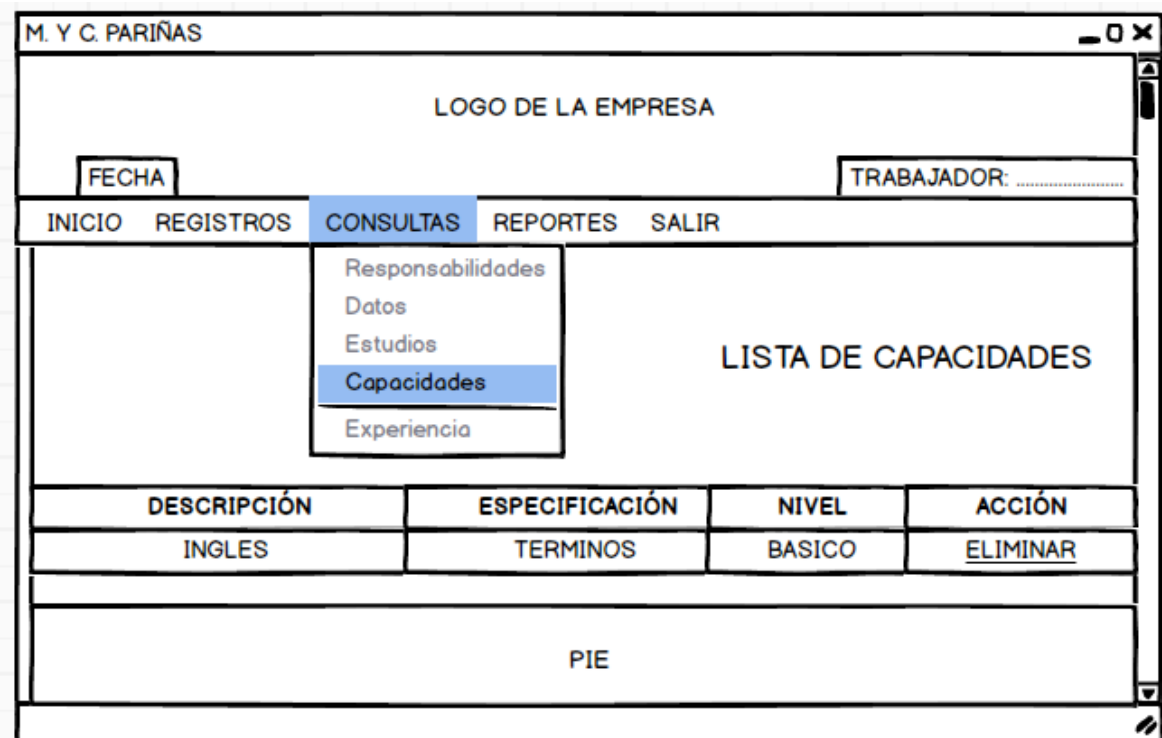 M. Y C. PARIÑAS
LOGO DE LA EMPRESA
FECHA
TRABAJADOR: ........................
INICIO REGISTROS CONSULTAS REPORTES SALIR
Responsabilidades
Datos
Estudios
Capacidades
Experiencia
LISTA DE CAPACIDADES
DESCRIPCIÓN ESPECIFICACIÓN NIVEL ACCIÓN
INGLES TERMINOS BASICO ELIMINAR
PIE